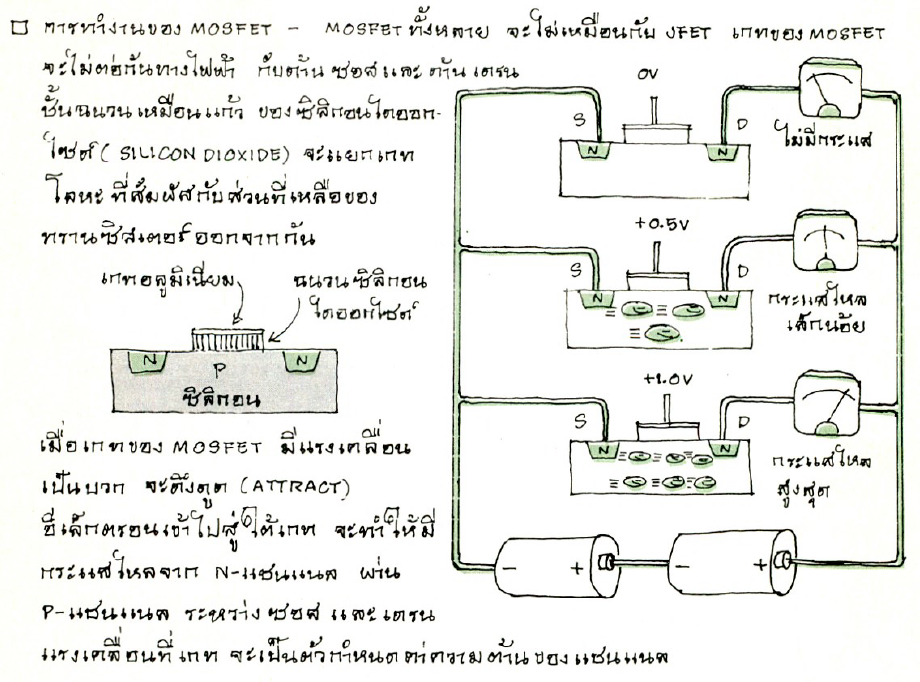 การทำงานของ MOSFET - MOSFET ทั้งหลาย จะไม่เหมือนกับ JFET เกทของ MOSFET
จะไม่ต่อกันทางไฟฟ้า กับด้าน ซอสและด้านเดรน
ชั้นฉนวนเหมือนแก้ว ของซิลิกอนไดออก-
ไซด์ (SILICON DIOXIDE) จะแยกเกท
โลหะ ที่สัมผัสกับส่วนที่เหลือของ
ทรานซิสเตอร์ ออกจากกัน
เกทอลูมิเนี่ยม
ฉนวนซิลิกอน
ไดออกไซด์
N
P
N
ซิลิกอน
เมื่อเกทของ MOSFET มีแรงเคลื่อน
เป็นบวก จะดึงดูด (ATTRACT)
อีเล็กตรอนเข้าไปสู่ใต้เกท จะทำให้มี
กระแสไหลจาก N-แชนแนล ผ่าน
P-แชนแนล ระหว่างซอส และเดรน
แรงเคลื่อนที่เกท จะเป็นตัวกำหนดค่าความต้านของแชนแนล
0V
S
D
N
N
ไม่มีกระแส
+0.5V
S
D
N
N
กระแสไหล
เล็กน้อย
+1.0V
S
D
N
N
กระแสไหล
สูงสุด
- +
- +